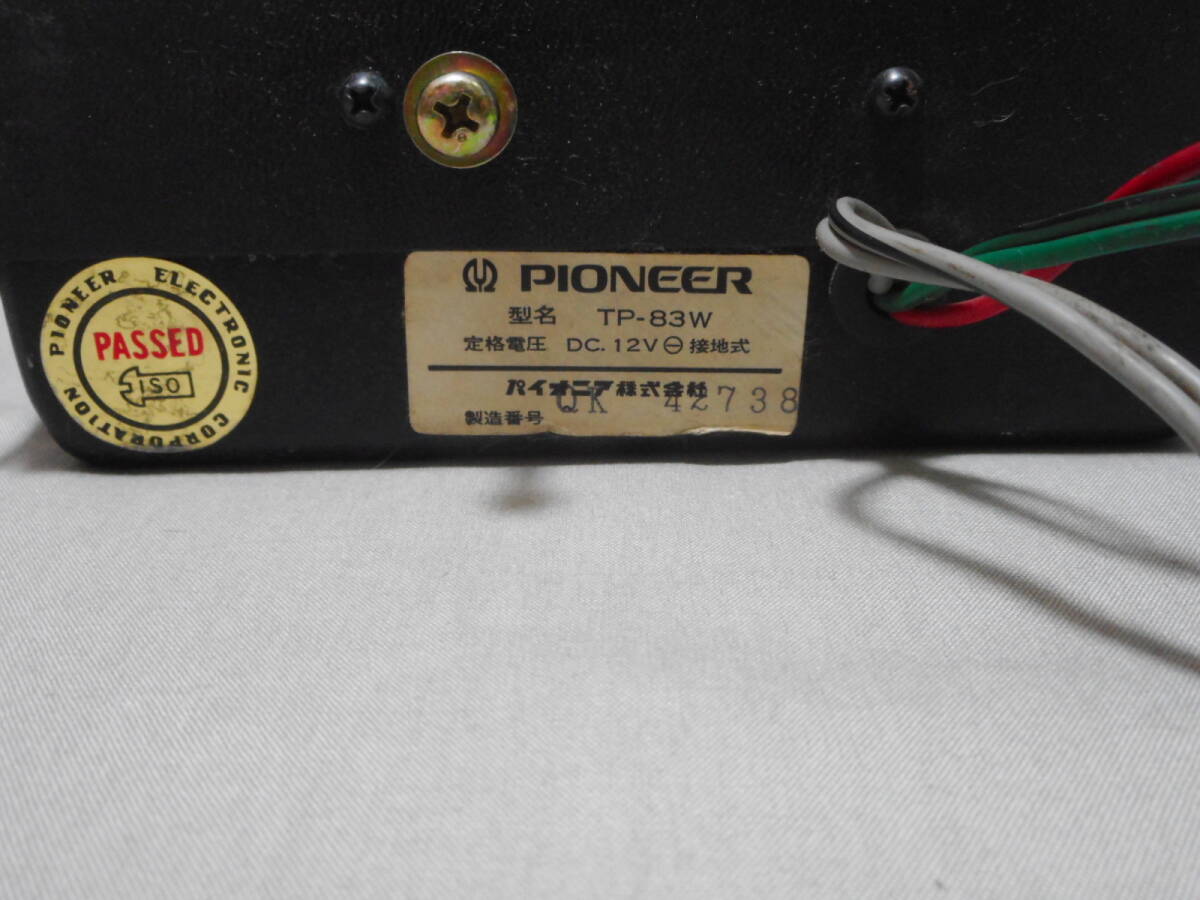 PIONEER ELECTRONIC CORPORATION
PASSED
ISO
PIONEER
型名 TP-83W
定格電圧 DC. 12V ⊖ 接地式
パイオニア株式会社
製造番号 QK 42738